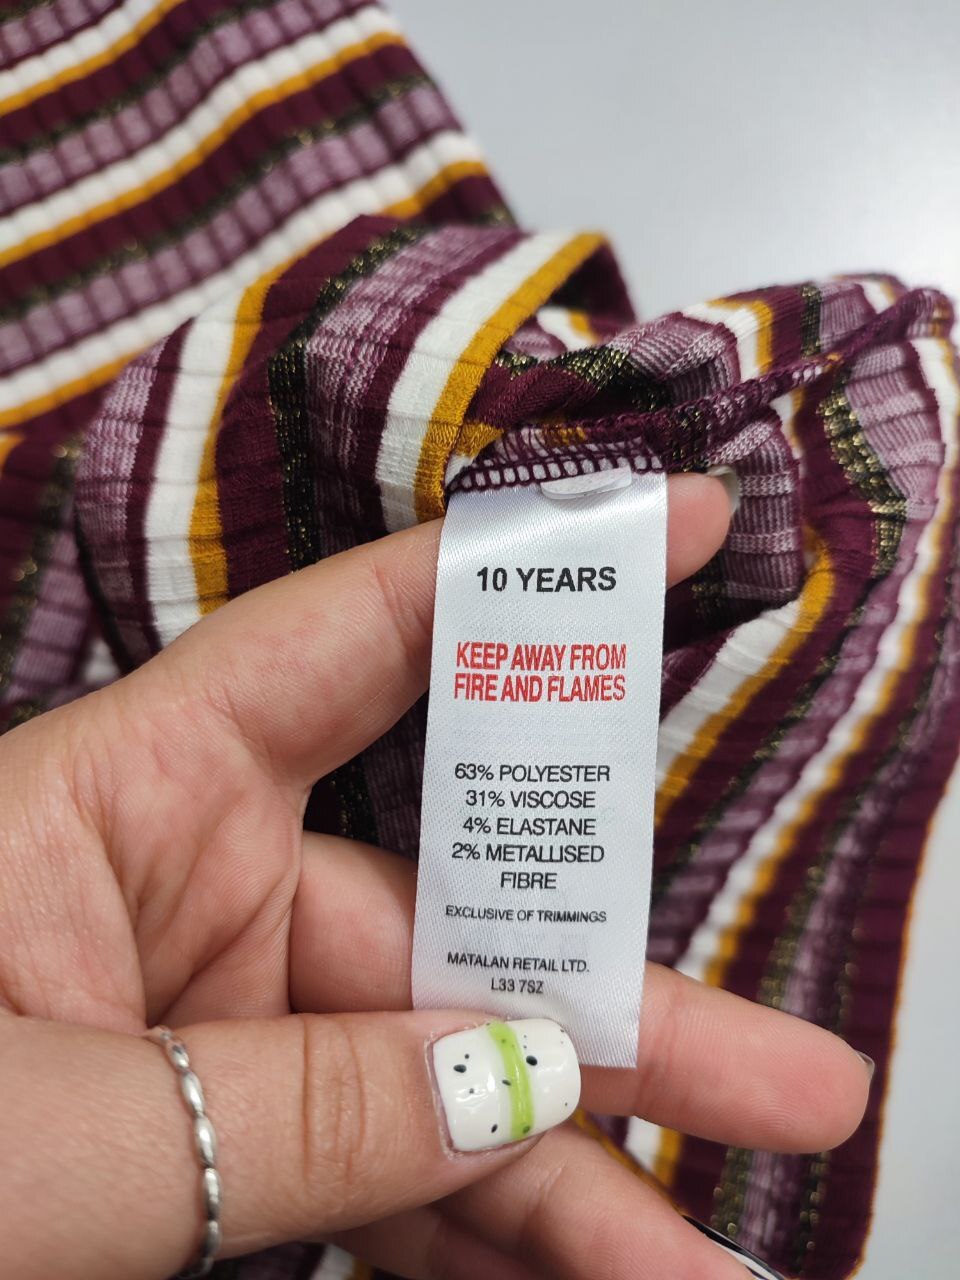 10 YEARS
KEEP AWAY FROM
FIRE AND FLAMES
63% POLYESTER
31% VISCOSE
4% ELASTANE
2% METALLISED
FIBRE
EXCLUSIVE OF TRIMMINGS
MATALAN RETAIL LTD.
L33 7SZ